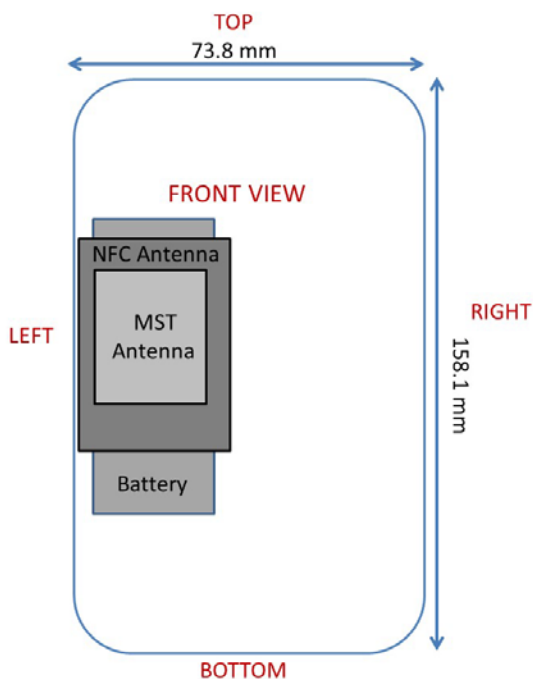 TOP
73.8 mm
FRONT VIEW
NFC Antenna
MST
Antenna
LEFT
RIGHT
158.1 mm
Battery
BOTTOM